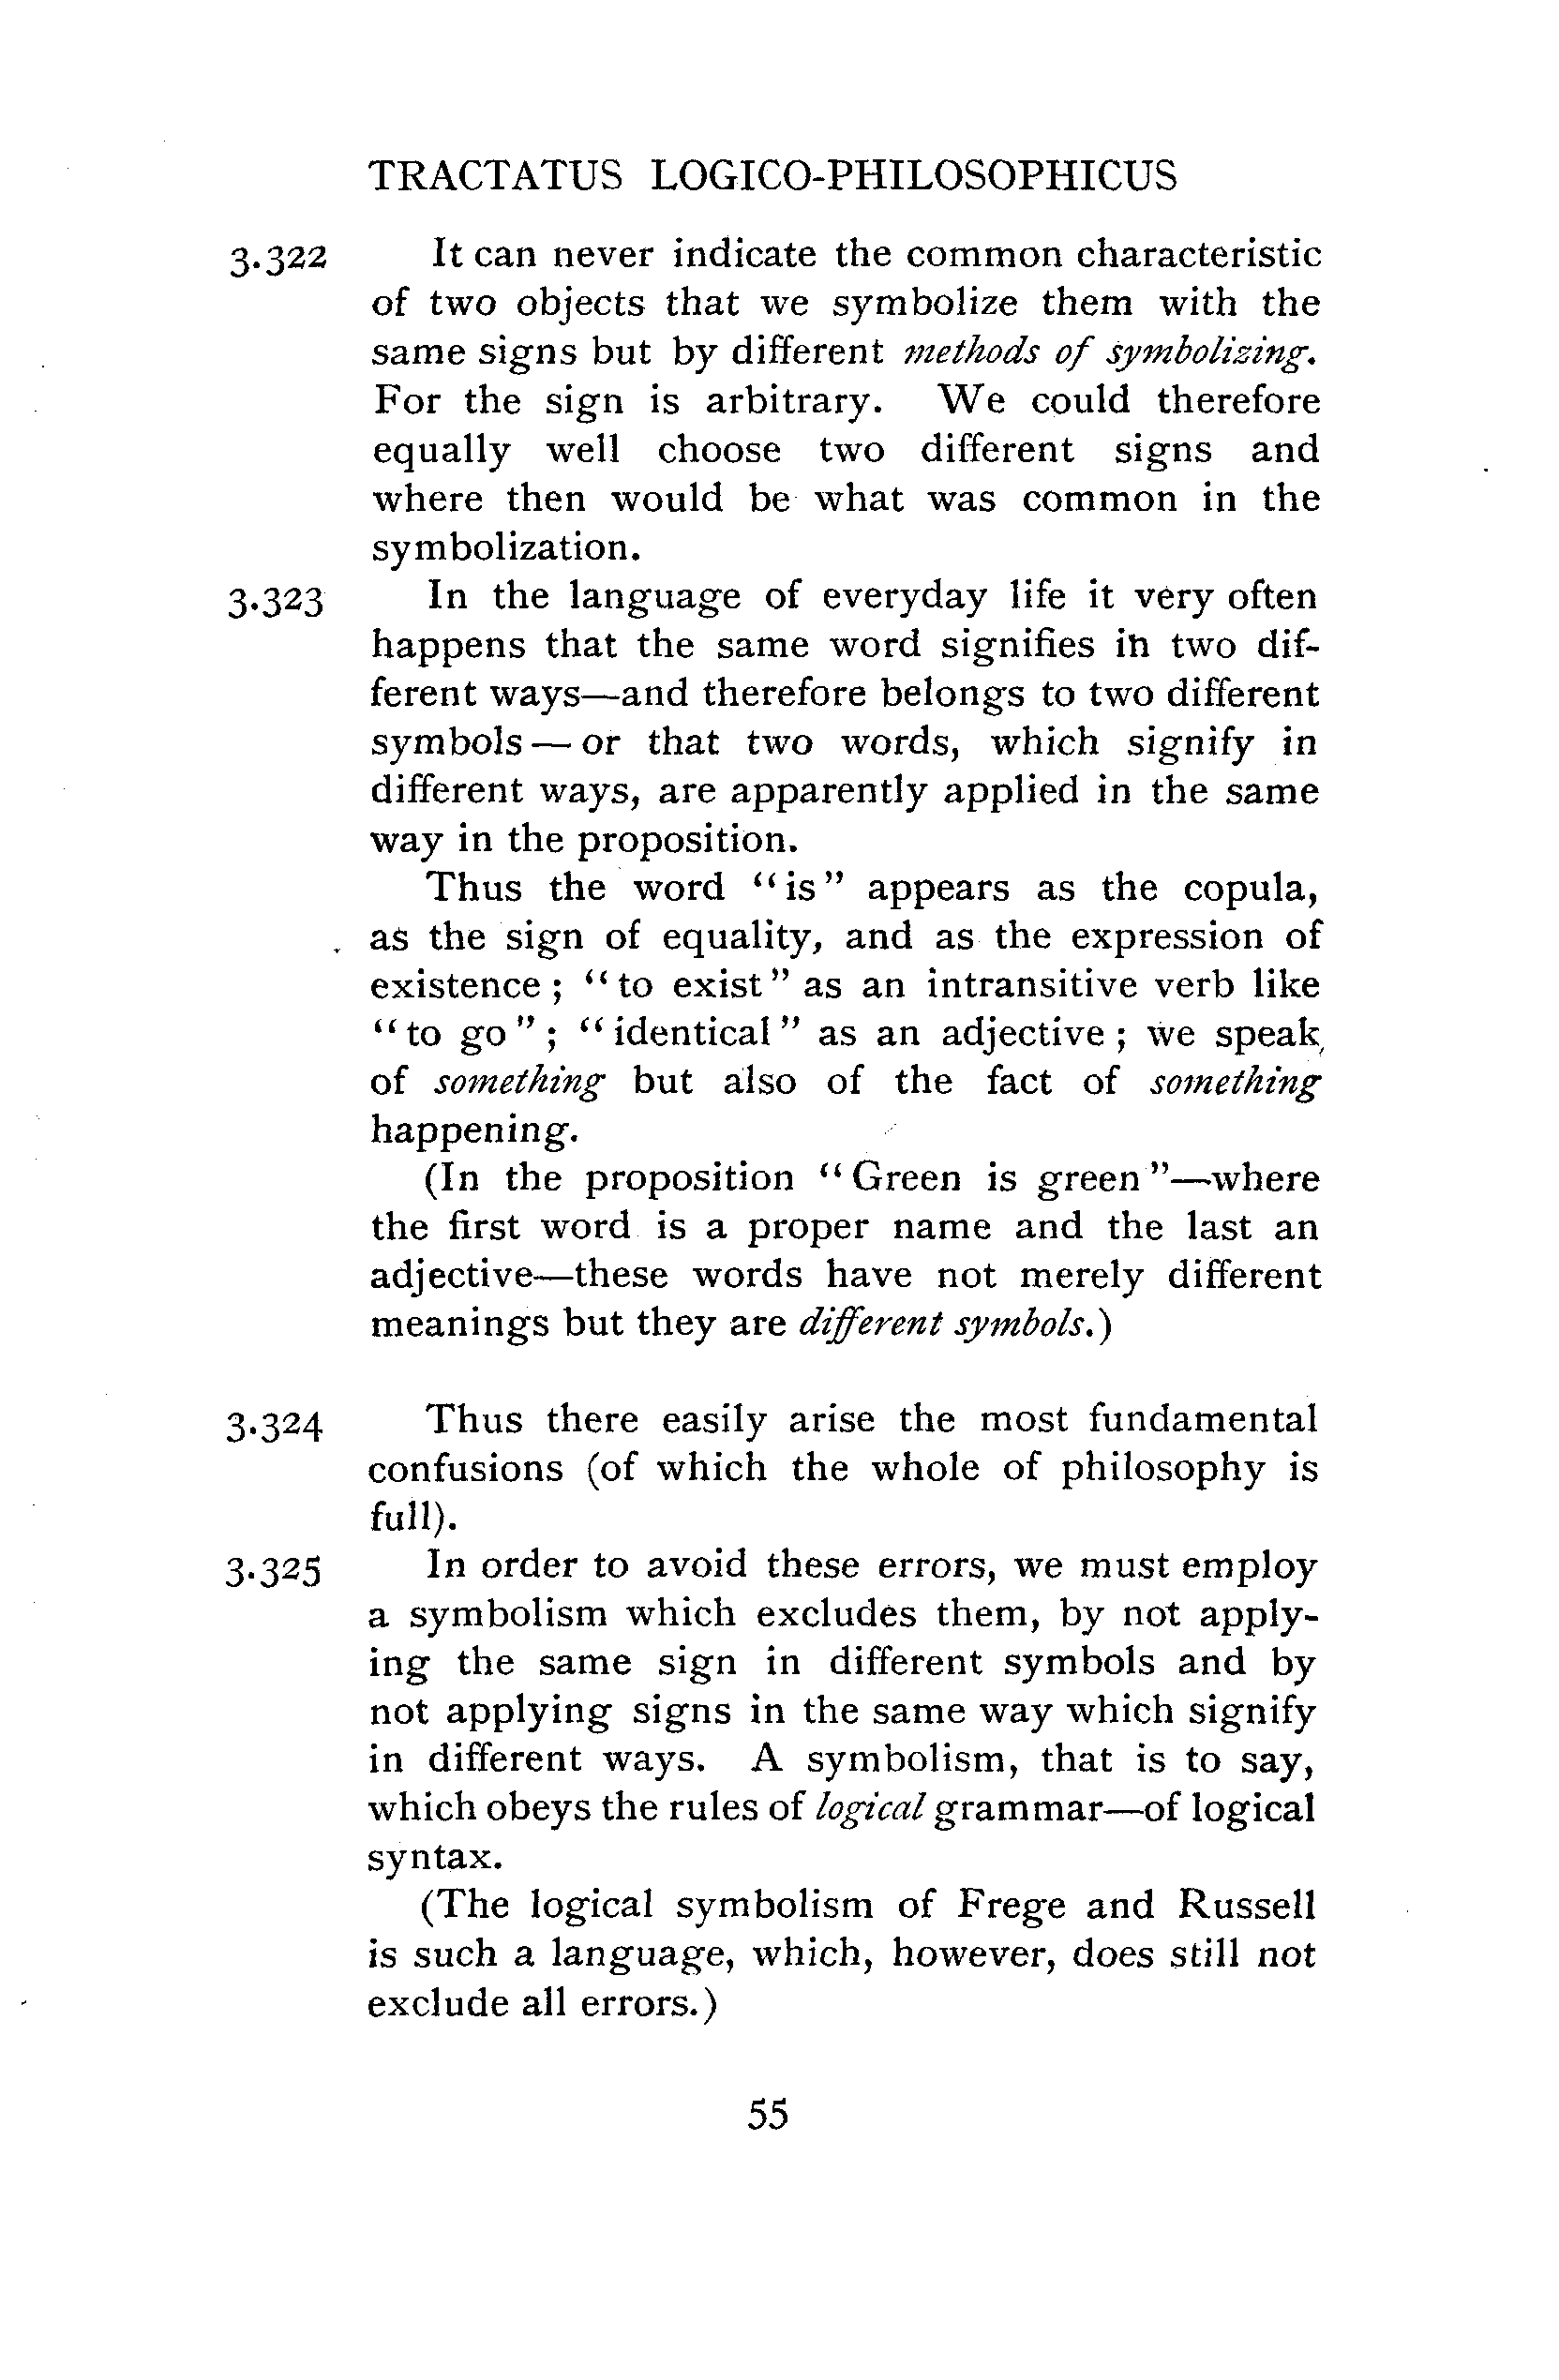 TRACTATUS LOGICO-PHILOSOPHICUS
3.322 It can never indicate the common characteristic
of two objects that we symbolize them with the
same signs but by different methods of symbolizing.
For the sign is arbitrary. We could therefore
equally well choose two different signs and
where then would be what was common in the
symbolization.
3.323 In the language of everyday life it very often
happens that the same word signifies in two dif-
ferent ways—and therefore belongs to two different
symbols — or that two words, which signify in
different ways, are apparently applied in the same
way in the proposition.
Thus the word “is” appears as the copula,
as the sign of equality, and as the expression of
existence; “to exist” as an intransitive verb like
“to go”; “identical” as an adjective; we speak
of something but also of the fact of something
happening.
(In the proposition “Green is green”—where
the first word is a proper name and the last an
adjective—these words have not merely different
meanings but they are different symbols.)
3.324 Thus there easily arise the most fundamental
confusions (of which the whole of philosophy is
full).
3.325 In order to avoid these errors, we must employ
a symbolism which excludes them, by not apply-
ing the same sign in different symbols and by
not applying signs in the same way which signify
in different ways. A symbolism, that is to say,
which obeys the rules of logical grammar—of logical
syntax.
(The logical symbolism of Frege and Russell
is such a language, which, however, does still not
exclude all errors.)
55